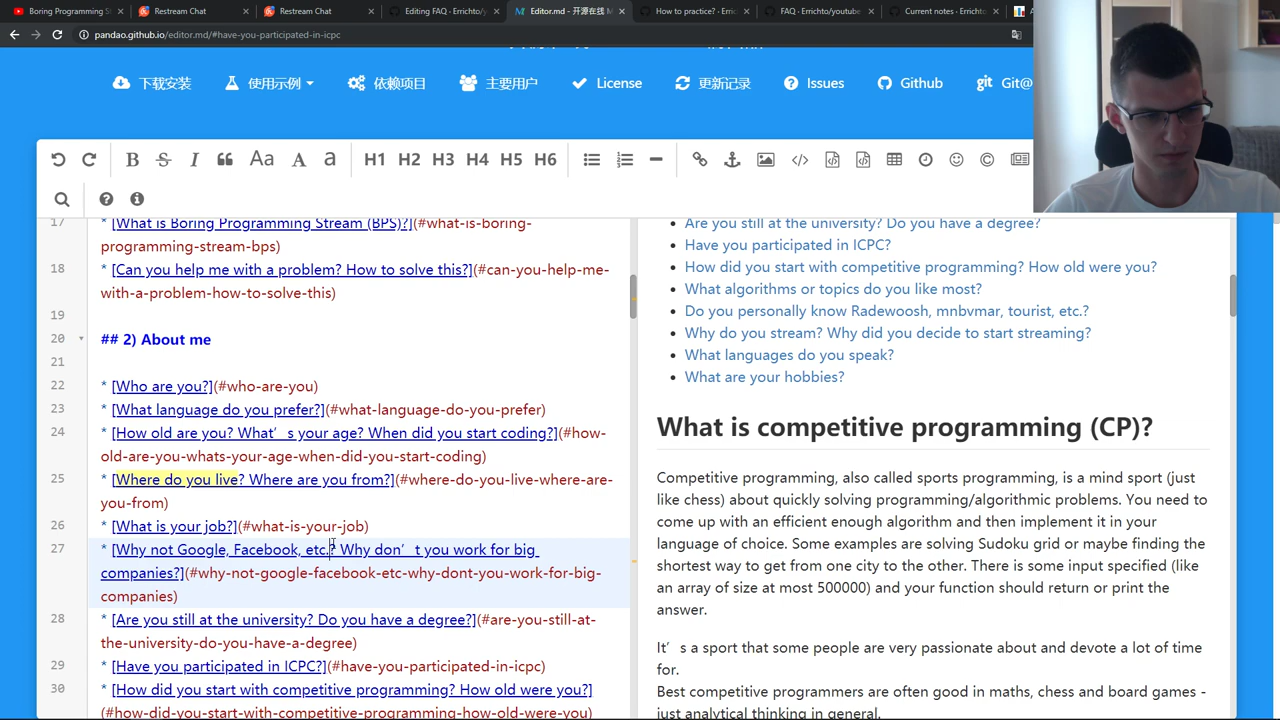 Boring Programming S
Restream Chat
Restream Chat
Editing FAQ · Errichto/y
Editor.md - 开源在线 M
How to practice? · Erric
FAQ · Errichto/youtube
Current notes · Errichto
pandao.github.io/editor.md/#have-you-participated-in-icpc
下载安装 使用示例 依赖项目 主要用户 License 更新记录 Issues Github git Git@
B S I Aa A a H1 H2 H3 H4 H5 H6
17 * [What is Boring Programming Stream (BPS)?](#what-is-boring-
programming-stream-bps)
18 * [Can you help me with a problem? How to solve this?](#can-you-help-me-
with-a-problem-how-to-solve-this)
19
20 ## 2) About me
21
22 * [Who are you?](#who-are-you)
23 * [What language do you prefer?](#what-language-do-you-prefer)
24 * [How old are you? What’s your age? When did you start coding?](#how-
old-are-you-whats-your-age-when-did-you-start-coding)
25 * [Where do you live? Where are you from?](#where-do-you-live-where-are-
you-from)
26 * [What is your job?](#what-is-your-job)
27 * [Why not Google, Facebook, etc.? Why don’t you work for big
companies?](#why-not-google-facebook-etc-why-dont-you-work-for-big-
companies)
28 * [Are you still at the university? Do you have a degree?](#are-you-still-at-
the-university-do-you-have-a-degree)
29 * [Have you participated in ICPC?](#have-you-participated-in-icpc)
30 * [How did you start with competitive programming? How old were you?]
(#how-did-you-start-with-competitive-programming-how-old-were-you)
Are you still at the university? Do you have a degree?
Have you participated in ICPC?
How did you start with competitive programming? How old were you?
What algorithms or topics do you like most?
Do you personally know Radewoosh, mnbvmar, tourist, etc.?
Why do you stream? Why did you decide to start streaming?
What languages do you speak?
What are your hobbies?
What is competitive programming (CP)?
Competitive programming, also called sports programming, is a mind sport (just
like chess) about quickly solving programming/algorithmic problems. You need to
come up with an efficient enough algorithm and then implement it in your
language of choice. Some examples are solving Sudoku grid or maybe finding the
shortest way to get from one city to the other. There is some input specified (like
an array of size at most 500000) and your function should return or print the
answer.
It’s a sport that some people are very passionate about and devote a lot of time
for.
Best competitive programmers are often good in maths, chess and board games -
just analytical thinking in general.